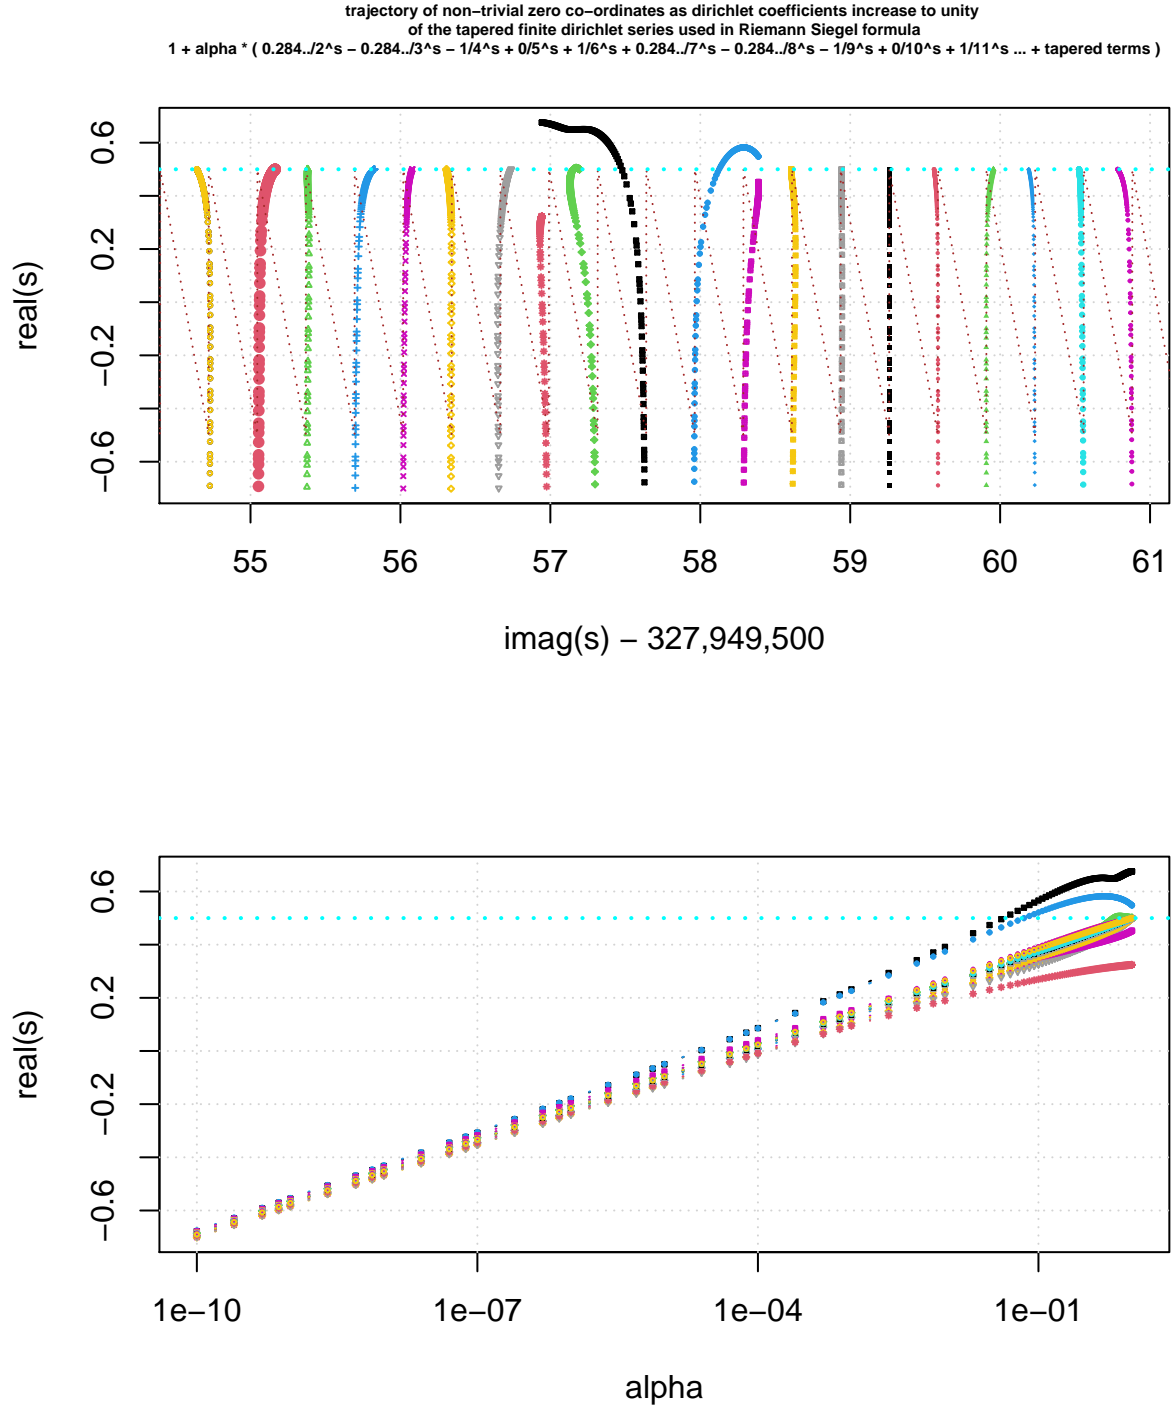 trajectory of non−trivial zero co−ordinates as dirichlet coefficients increase to unity
of the tapered finite dirichlet series used in Riemann Siegel formula
1 + alpha * ( 0.284../2^s − 0.284../3^s − 1/4^s + 0/5^s + 1/6^s + 0.284../7^s − 0.284../8^s − 1/9^s + 0/10^s + 1/11^s ... + tapered terms )
real(s)
0.6
0.2
−0.2
−0.6
55 56 57 58 59 60 61
imag(s) − 327,949,500
real(s)
0.6
0.2
−0.2
−0.6
1e−10 1e−07 1e−04 1e−01
alpha